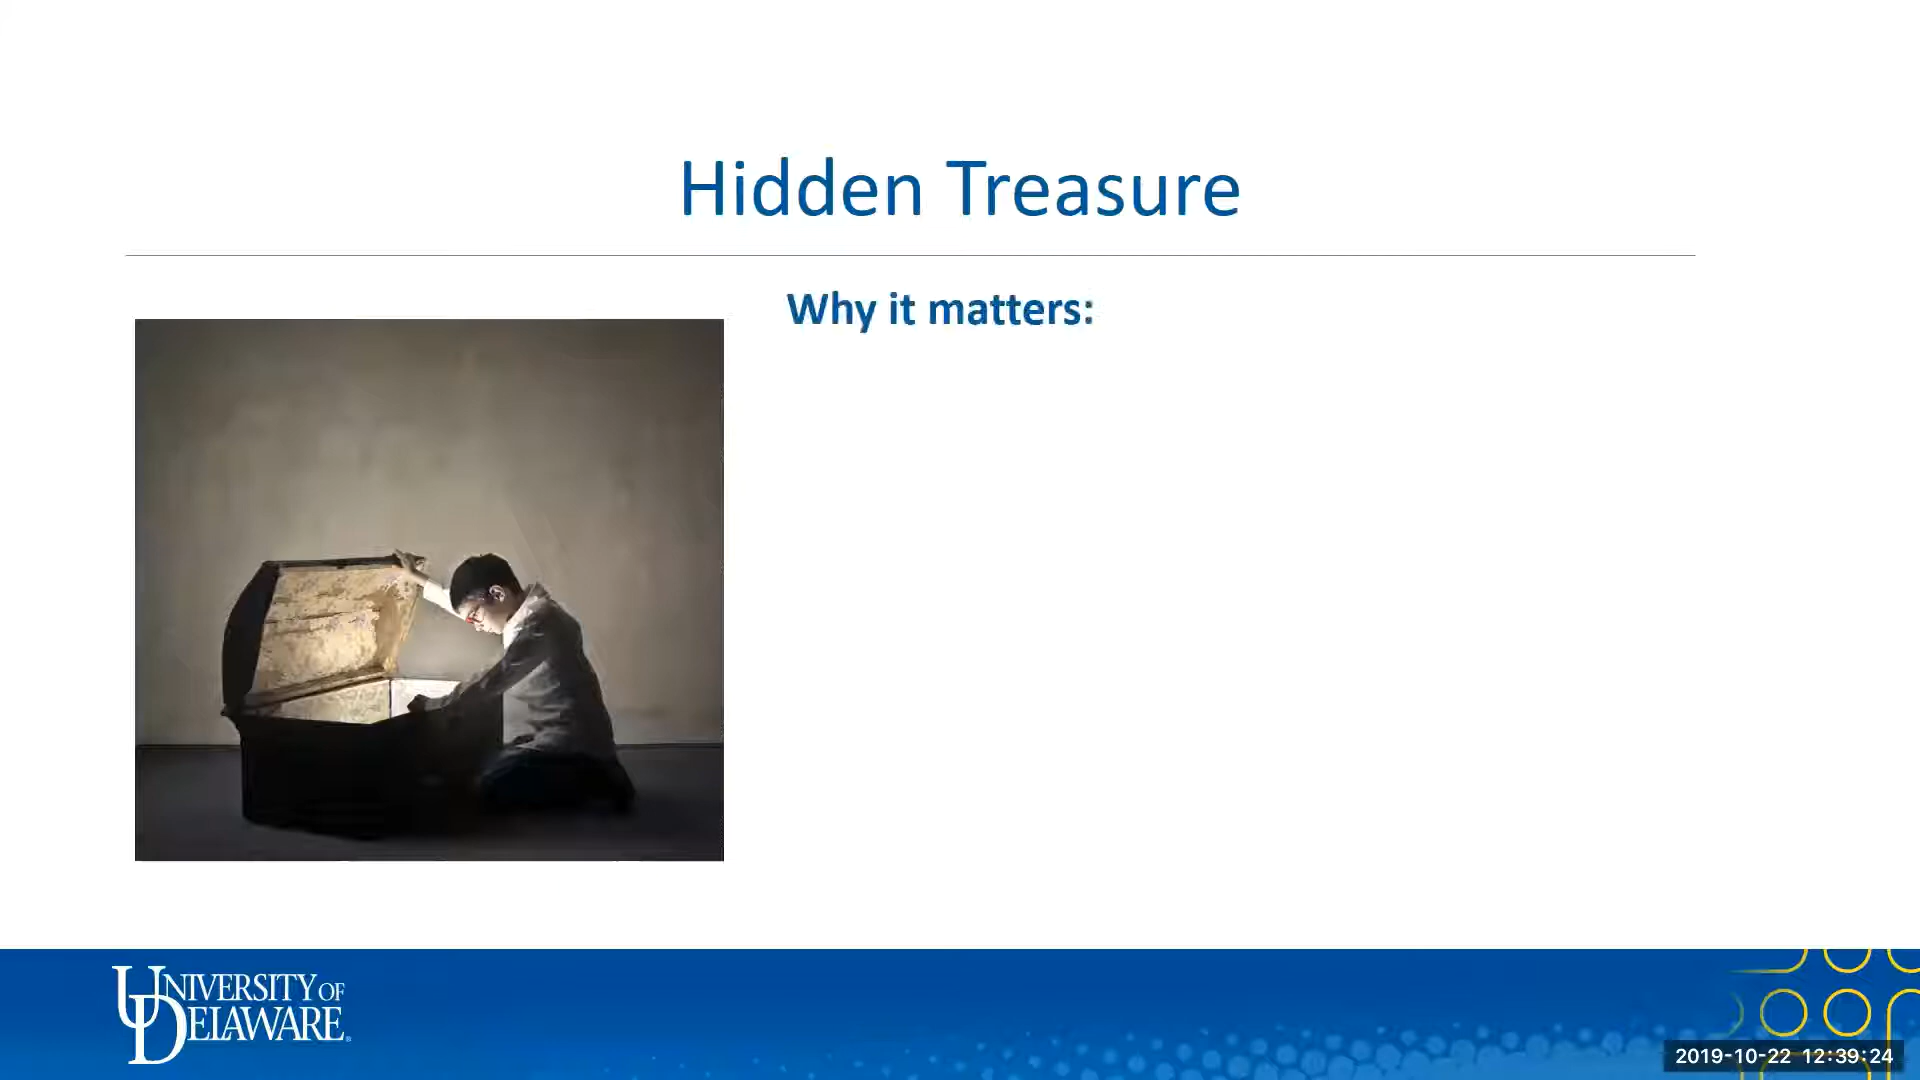 Hidden Treasure
Why it matters:
UNIVERSITY OF
DELAWARE
2019-10-22 12:39:24